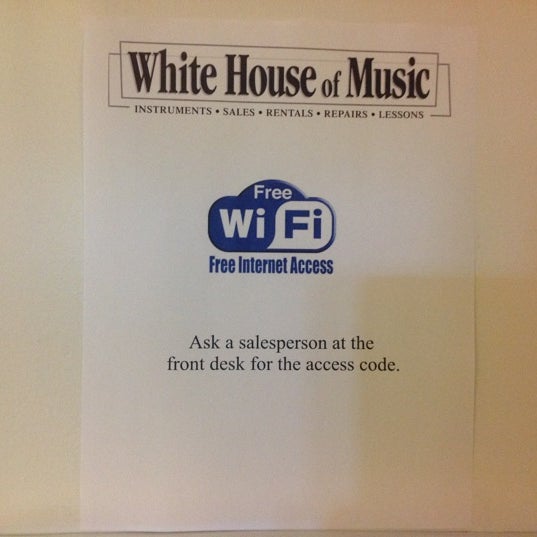 White House of Music
INSTRUMENTS • SALES • RENTALS • REPAIRS • LESSONS
Free
Wi Fi
Free Internet Access
Ask a salesperson at the
front desk for the access code.